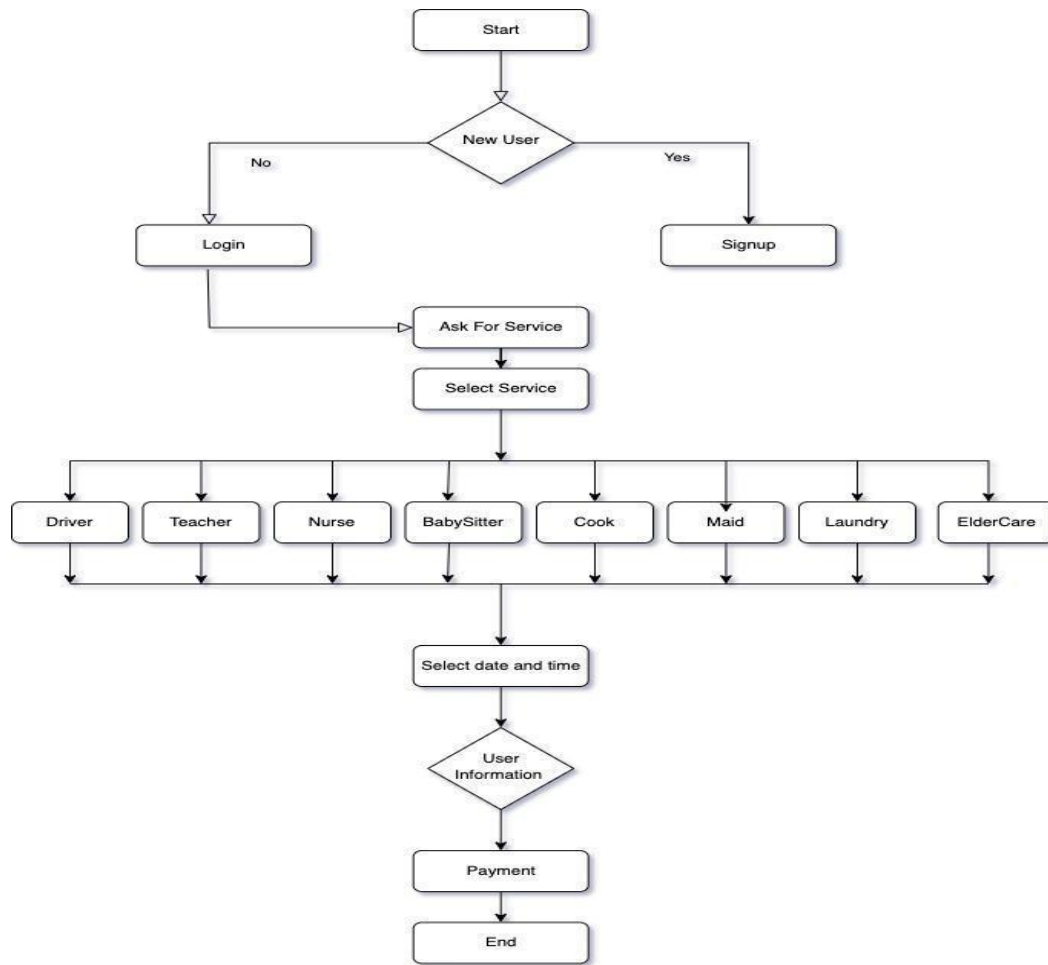 Start
New User
No
Yes
Login
Signup
Ask For Service
Select Service
Driver
Teacher
Nurse
BabySitter
Cook
Maid
Laundry
ElderCare
Select date and time
User
Information
Payment
End